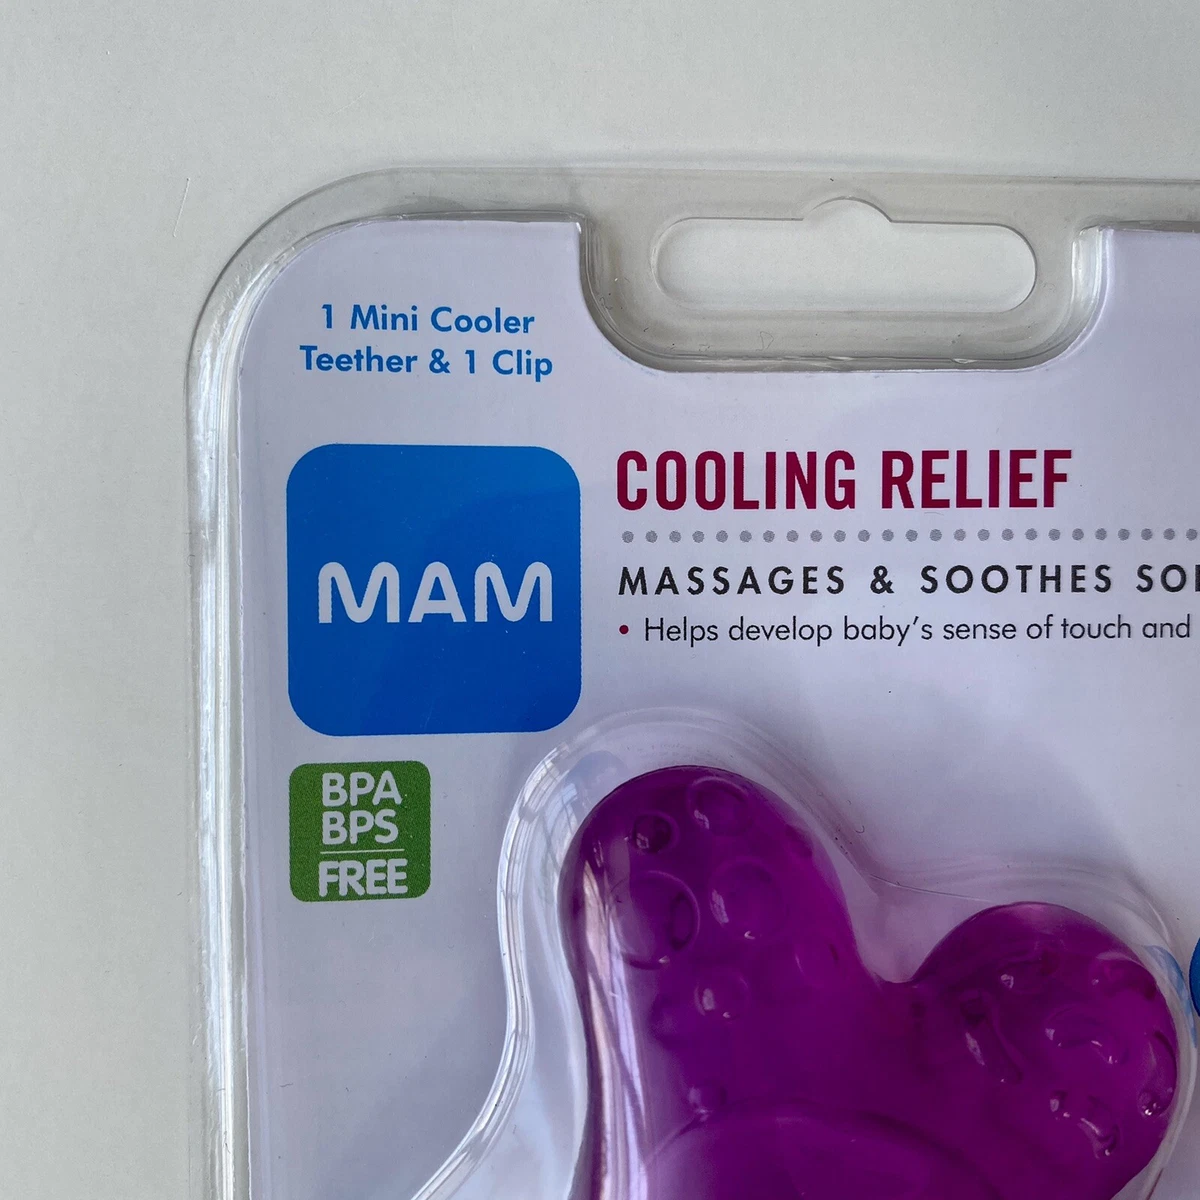 1 Mini Cooler
Teether & 1 Clip
MAM
COOLING RELIEF
MASSAGES & SOOTHES
• Helps develop baby's sense of touch and
BPA
BPS
FREE